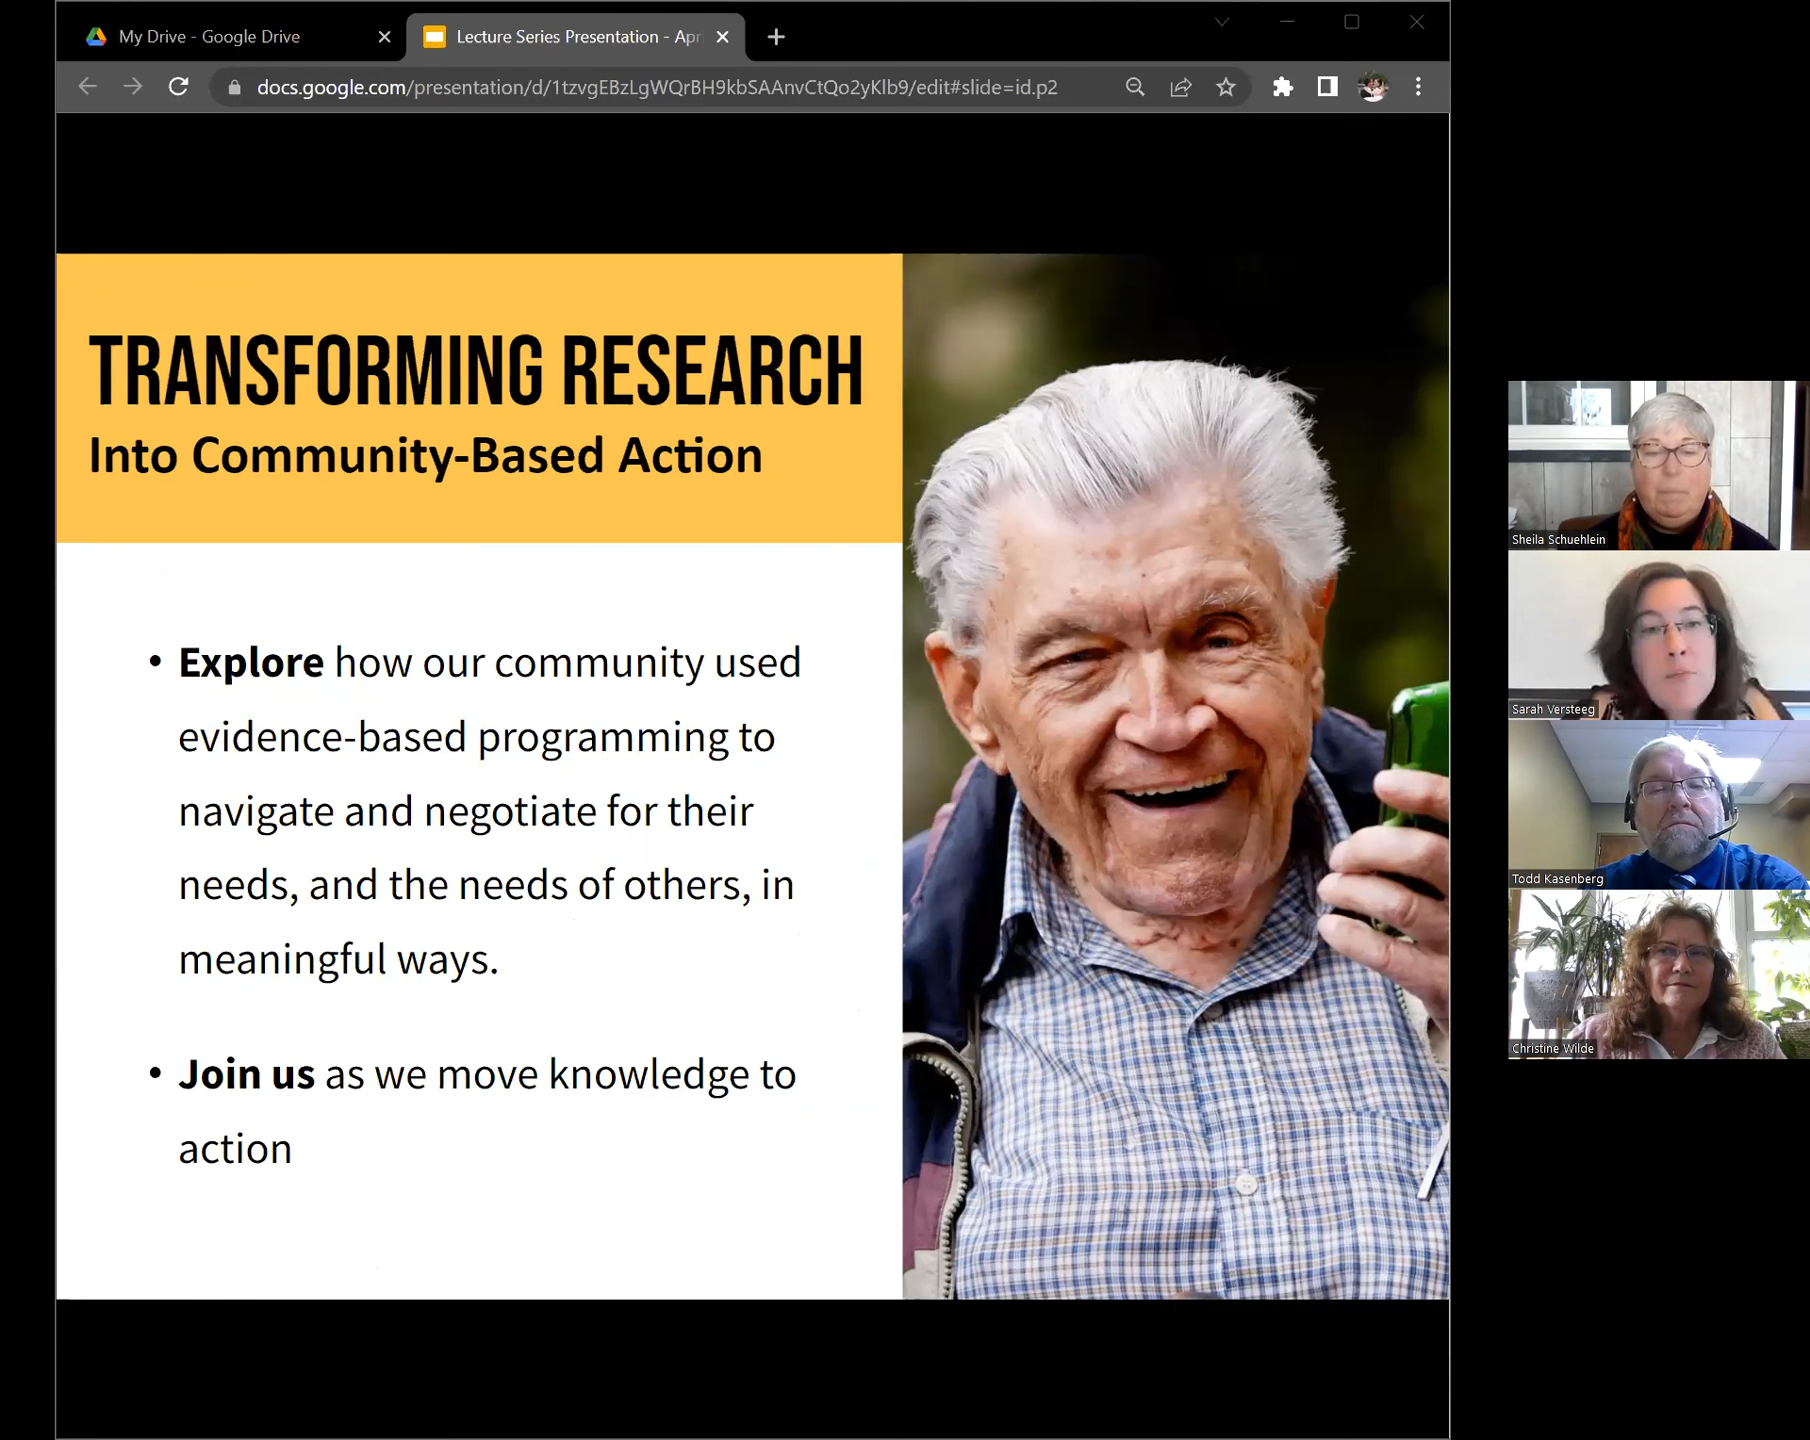 My Drive - Google Drive
Lecture Series Presentation - Apr
docs.google.com/presentation/d/1tzvgEBzLgWQrBH9kbSAAnvCtQo2yKlb9/edit#slide=id.p2
TRANSFORMING RESEARCH
Into Community-Based Action
• Explore how our community used
evidence-based programming to
navigate and negotiate for their
needs, and the needs of others, in
meaningful ways.
• Join us as we move knowledge to
action
Sheila Schuehlein
Sarah Versteeg
Todd Kasenberg
Christine Wilde